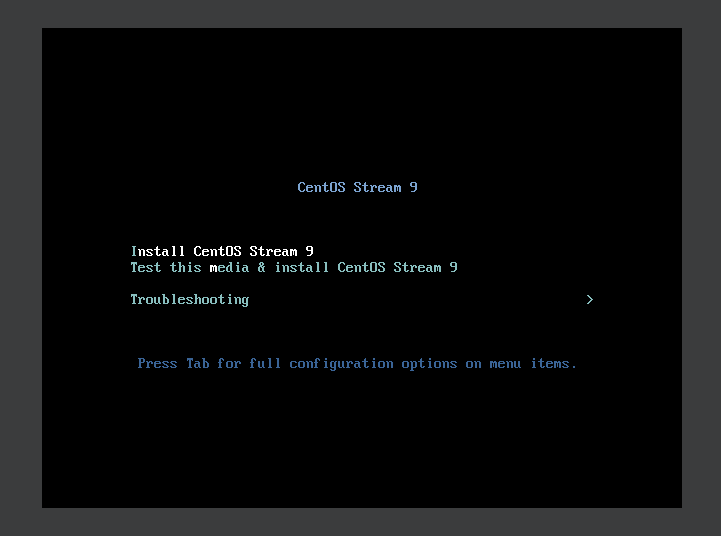 CentOS Stream 9
Install CentOS Stream 9
Test this media & install CentOS Stream 9
Troubleshooting >
Press Tab for full configuration options on menu items.